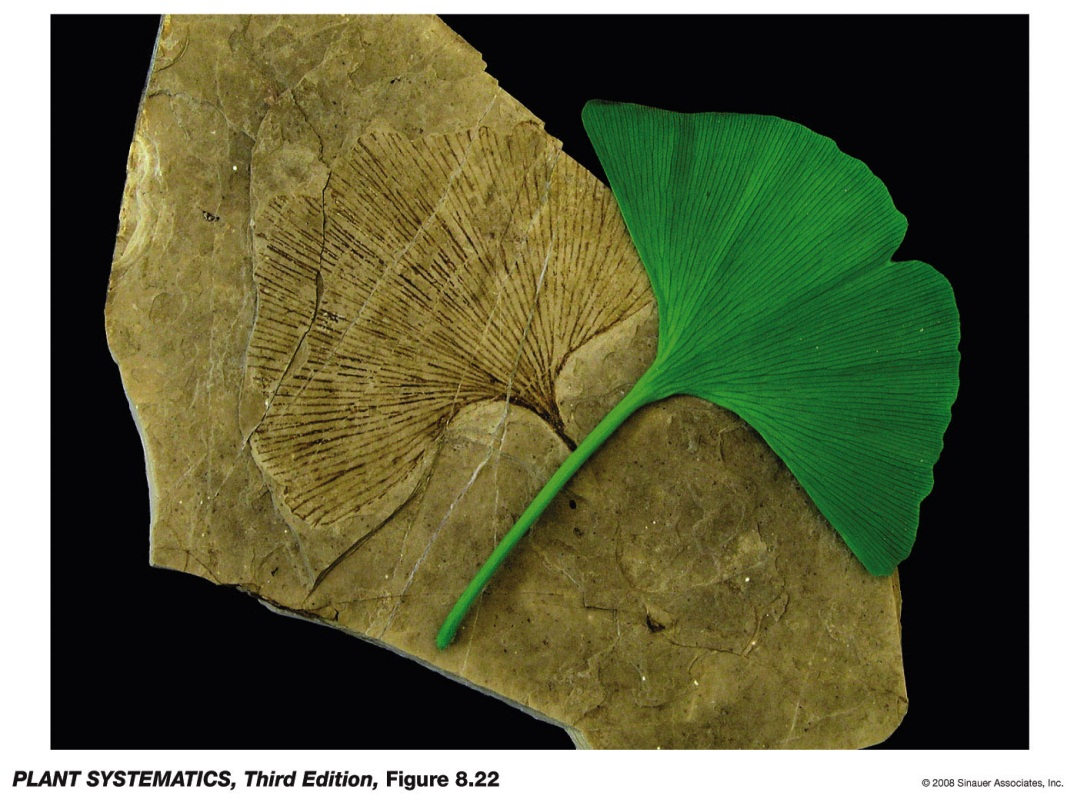 PLANT SYSTEMATICS, Third Edition, Figure 8.22
© 2008 Sinauer Associates, Inc.